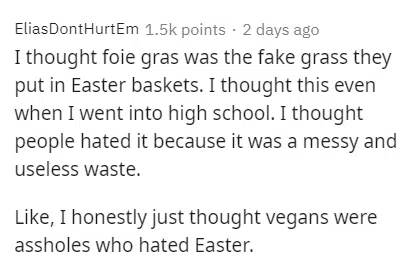 EliasDontHurtEm 1.5k points · 2 days ago
I thought foie gras was the fake grass they
put in Easter baskets. I thought this even
when I went into high school. I thought
people hated it because it was a messy and
useless waste.
Like, I honestly just thought vegans were
assholes who hated Easter.